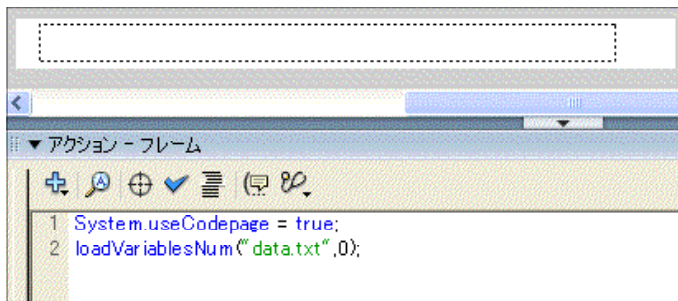 ▼ アクション - フレーム
1 System.useCodepage = true;
2 loadVariablesNum("data.txt",0);